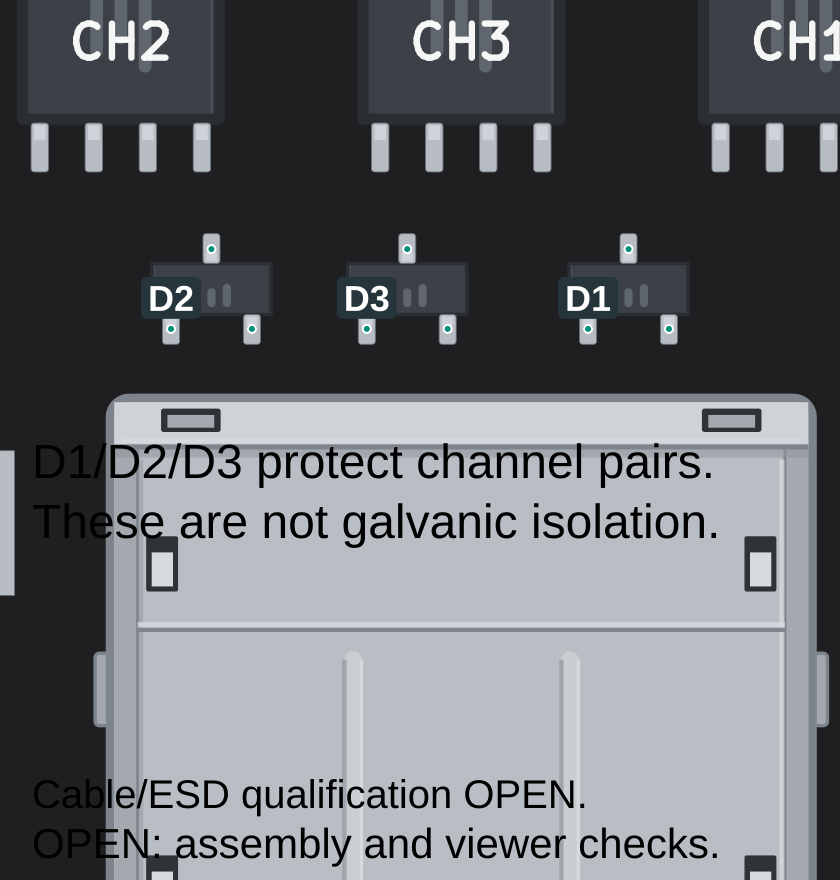 CH2 CH3 CH1
D2 D3 D1
D1/D2/D3 protect channel pairs.
These are not galvanic isolation.
Cable/ESD qualification OPEN.
OPEN: assembly and viewer checks.